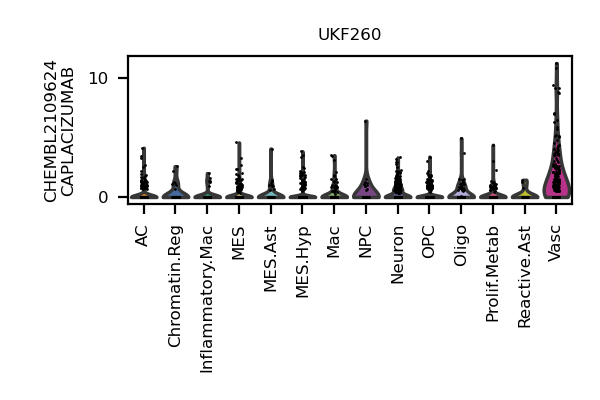 UKF260
CHEMBL2109624
CAPLACIZUMAB
10
0
AC
Chromatin.Reg
Inflammatory.Mac
MES
MES.Ast
MES.Hyp
Mac
NPC
Neuron
OPC
Oligo
Prolif.Metab
Reactive.Ast
Vasc